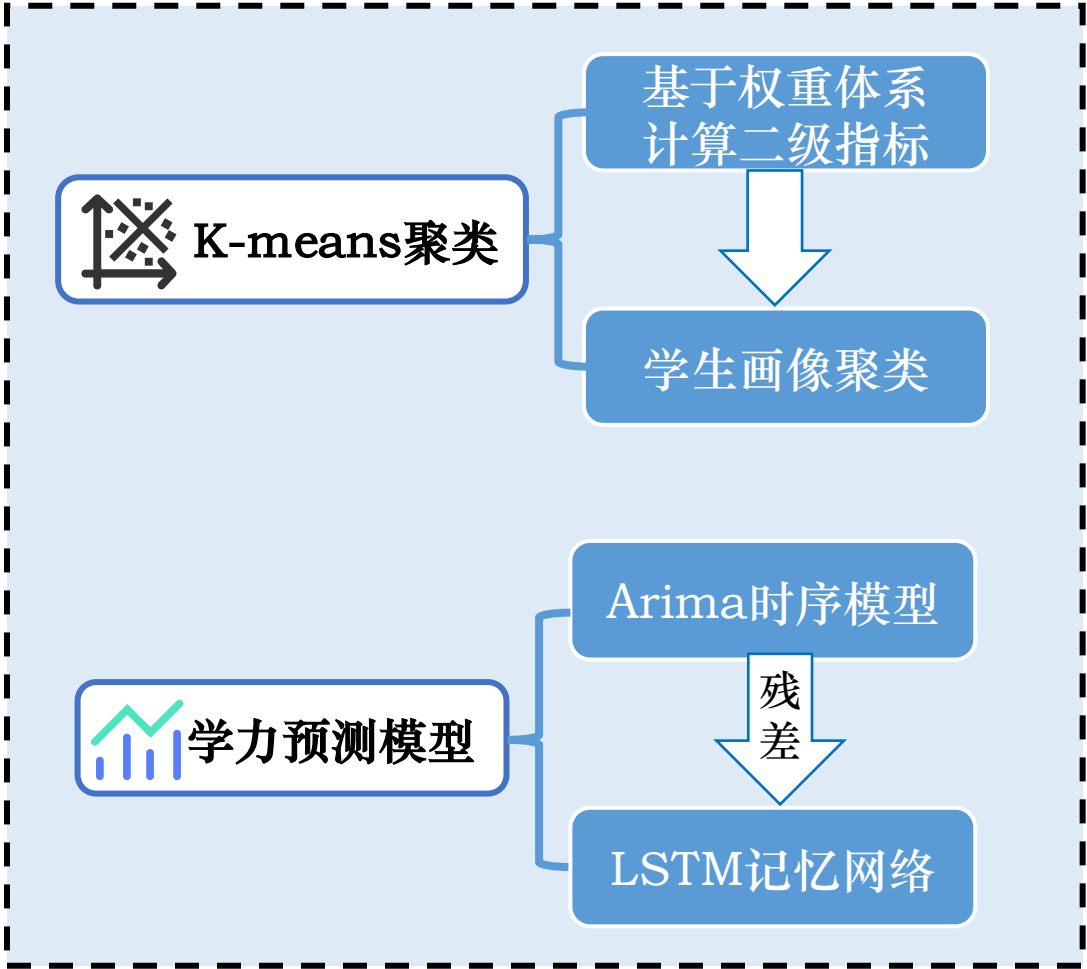 基于权重体系
计算二级指标
K-means聚类
学生画像聚类
Arima时序模型
残
差
学力预测模型
LSTM记忆网络